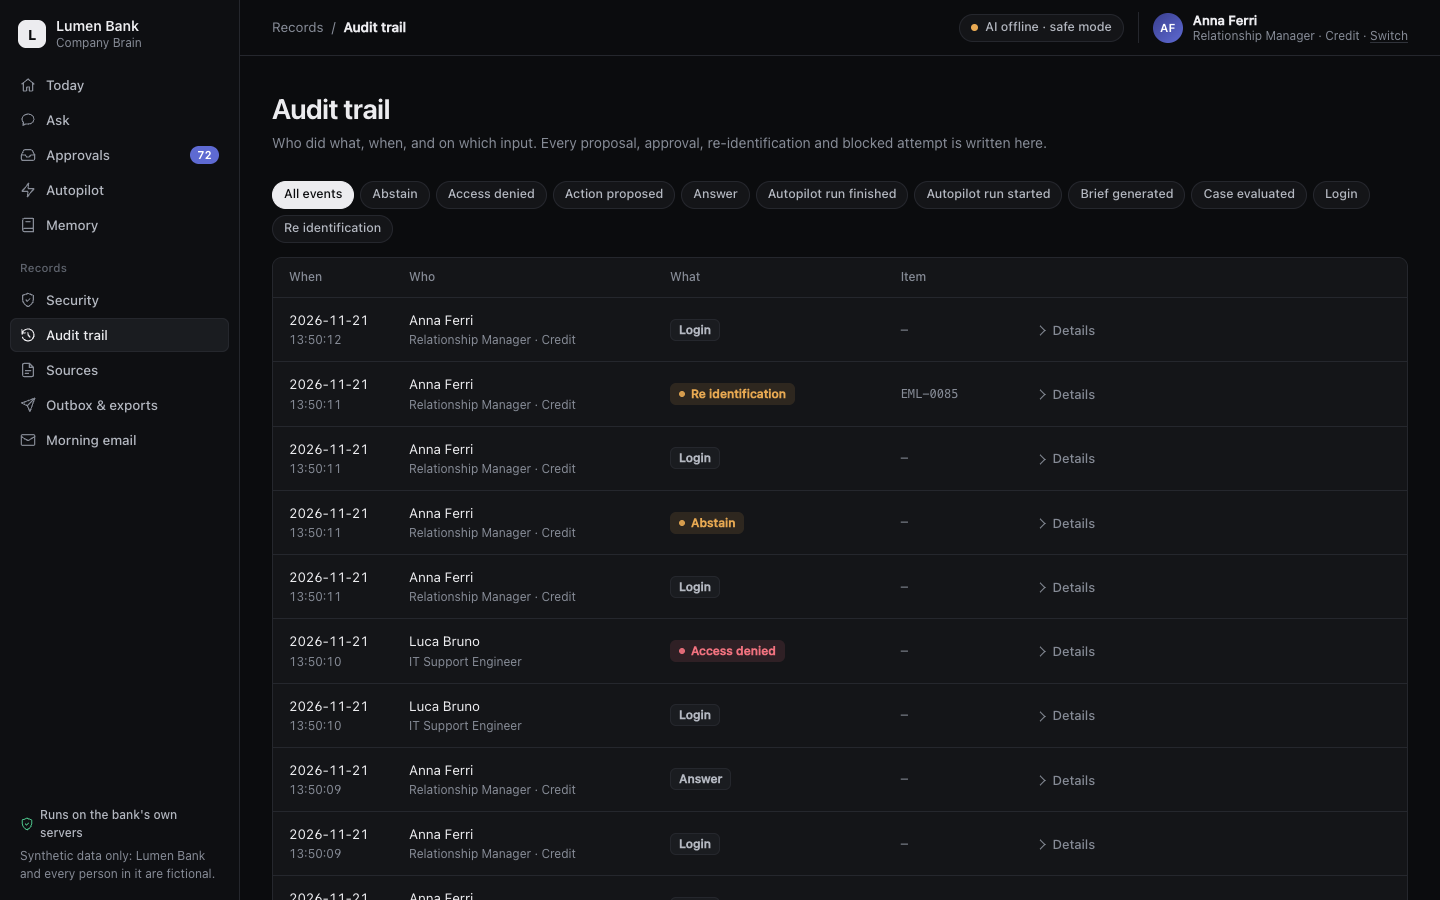 L
Lumen Bank
Company Brain
Today
Ask
Approvals 72
Autopilot
Memory
Records
Security
Audit trail
Sources
Outbox & exports
Morning email
Runs on the bank's own
servers
Synthetic data only: Lumen Bank
and every person in it are fictional.
Records / Audit trail
AI offline · safe mode
AF
Anna Ferri
Relationship Manager · Credit · Switch
Audit trail
Who did what, when, and on which input. Every proposal, approval, re-identification and blocked attempt is written here.
All events Abstain Access denied Action proposed Answer Autopilot run finished Autopilot run started Brief generated Case evaluated Login
Re identification
When Who What Item
2026-11-21 Anna Ferri
13:50:12 Relationship Manager · Credit Login — Details
2026-11-21 Anna Ferri
13:50:11 Relationship Manager · Credit Re identification EML-0085 Details
2026-11-21 Anna Ferri
13:50:11 Relationship Manager · Credit Login — Details
2026-11-21 Anna Ferri
13:50:11 Relationship Manager · Credit Abstain — Details
2026-11-21 Anna Ferri
13:50:11 Relationship Manager · Credit Login — Details
2026-11-21 Luca Bruno
13:50:10 IT Support Engineer Access denied — Details
2026-11-21 Luca Bruno
13:50:10 IT Support Engineer Login — Details
2026-11-21 Anna Ferri
13:50:09 Relationship Manager · Credit Answer — Details
2026-11-21 Anna Ferri
13:50:09 Relationship Manager · Credit Login — Details
2026-11-21 Anna Ferri